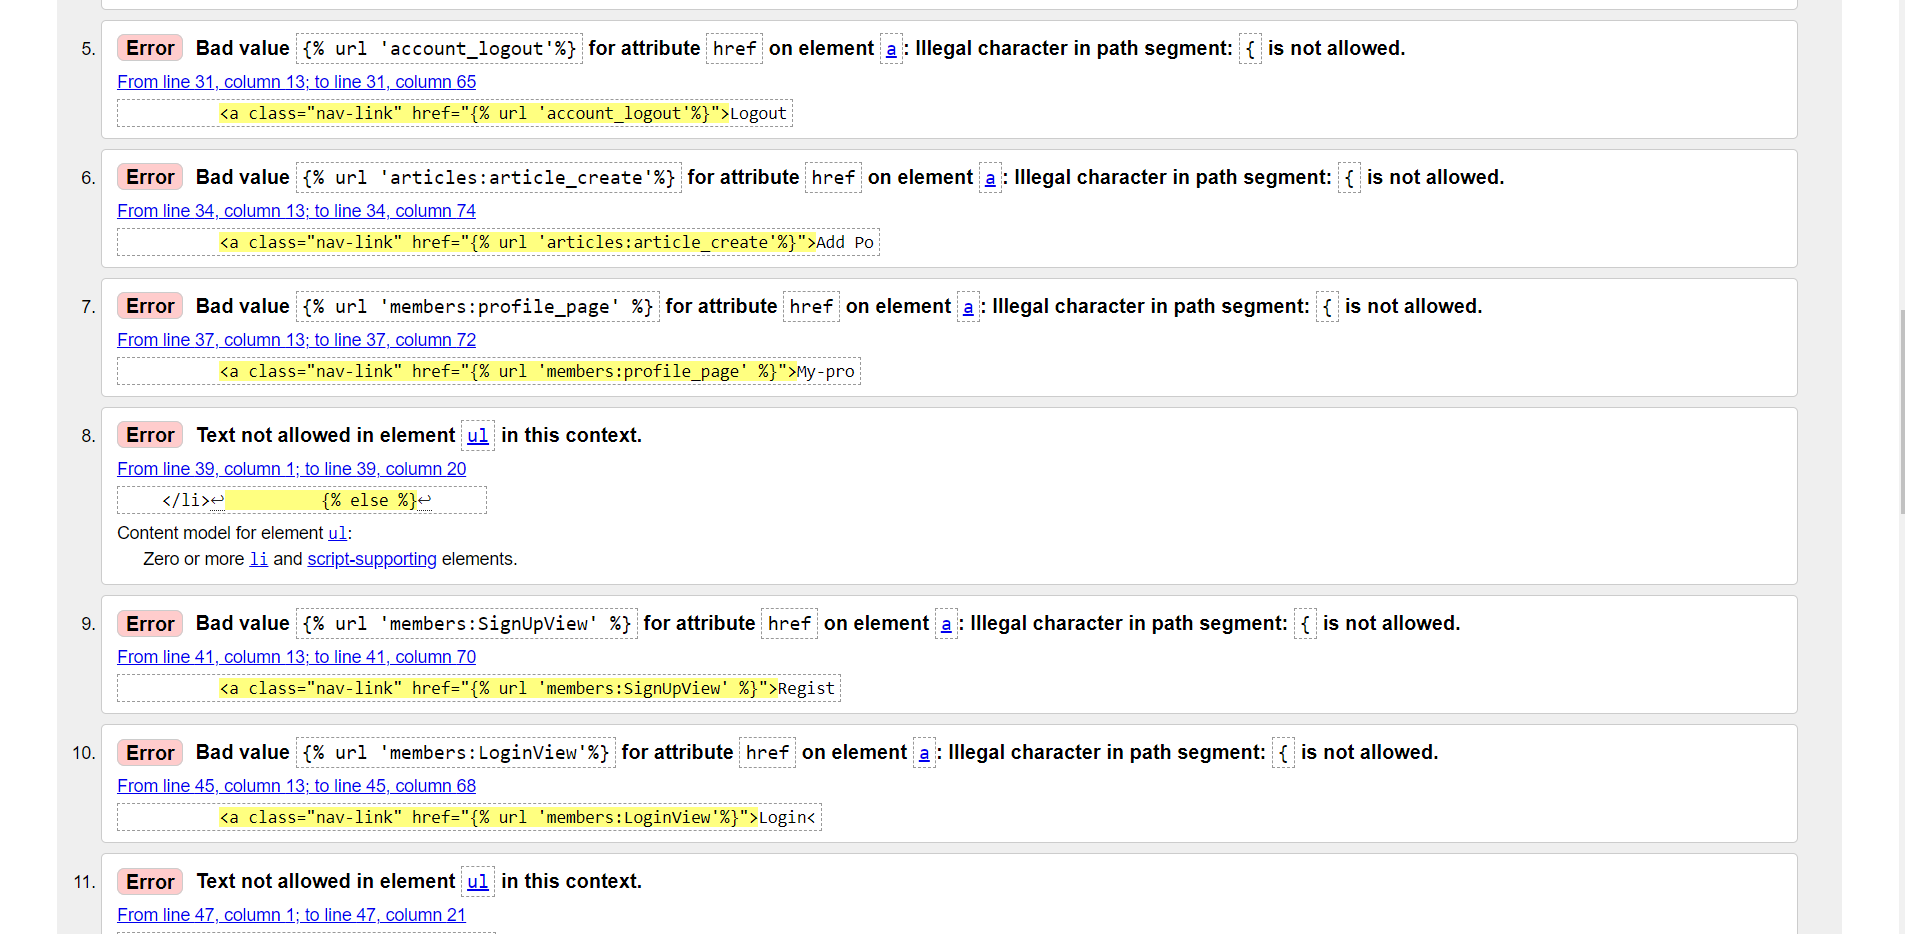 5. Error Bad value {% url 'account_logout'%} for attribute href on element a: Illegal character in path segment: { is not allowed.
From line 31, column 13; to line 31, column 65
<a class="nav-link" href="{% url 'account_logout'%}">Logout
6. Error Bad value {% url 'articles:article_create'%} for attribute href on element a: Illegal character in path segment: { is not allowed.
From line 34, column 13; to line 34, column 74
<a class="nav-link" href="{% url 'articles:article_create'%}">Add Po
7. Error Bad value {% url 'members:profile_page' %} for attribute href on element a: Illegal character in path segment: { is not allowed.
From line 37, column 13; to line 37, column 72
<a class="nav-link" href="{% url 'members:profile_page' %}">My-pro
8. Error Text not allowed in element ul in this context.
From line 39, column 1; to line 39, column 20
</li>↩ {% else %}↩
Content model for element ul:
Zero or more li and script-supporting elements.
9. Error Bad value {% url 'members:SignUpView' %} for attribute href on element a: Illegal character in path segment: { is not allowed.
From line 41, column 13; to line 41, column 70
<a class="nav-link" href="{% url 'members:SignUpView' %}">Regist
10. Error Bad value {% url 'members:LoginView'%} for attribute href on element a: Illegal character in path segment: { is not allowed.
From line 45, column 13; to line 45, column 68
<a class="nav-link" href="{% url 'members:LoginView'%}">Login<
11. Error Text not allowed in element ul in this context.
From line 47, column 1; to line 47, column 21